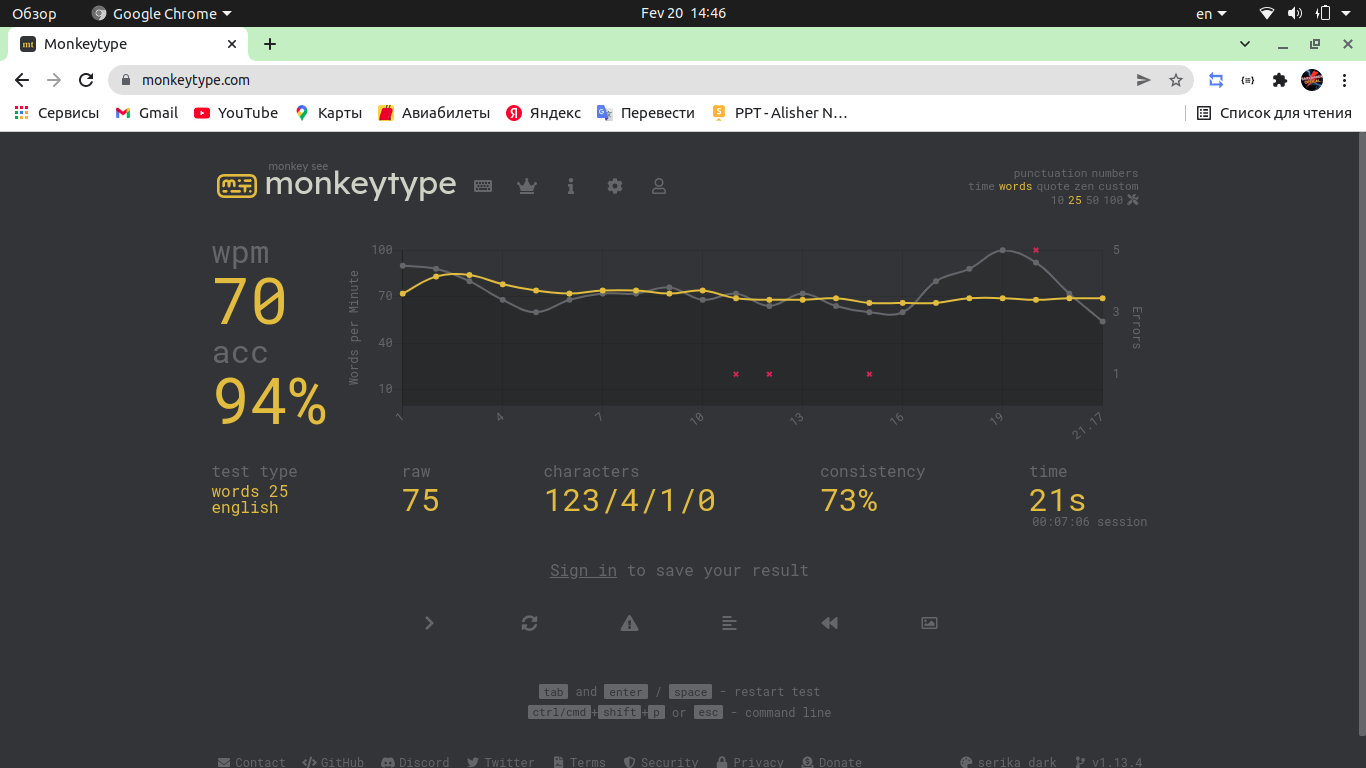 Обзор Google Chrome Fev 20 14:46 en
mt Monkeytype
monkeytype.com
Сервисы Gmail YouTube Карты Авиабилеты Яндекс Перевести PPT - Alisher N… Список для чтения
monkey see
monkeytype
punctuation numbers
time words quote zen custom
10 25 50 100
wpm
70
acc
94%
Words per Minute
100
70
40
10
5
3
1
Errors
1 4 7 10 13 16 19 21.17
test type
words 25
english
raw
75
characters
123/4/1/0
consistency
73%
time
21s
00:07:06 session
Sign in to save your result
tab and enter / space - restart test
ctrl/cmd+shift+p or esc - command line
Contact GitHub Discord Twitter Terms Security Privacy Donate serika dark v1.13.4